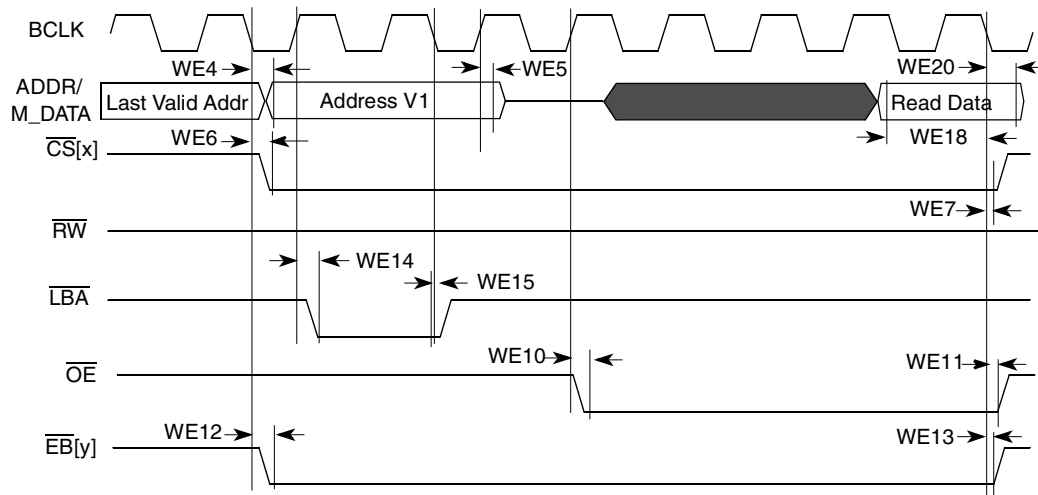 BCLK
WE4
WE5
WE20
ADDR/
M_DATA
Last Valid Addr
Address V1
Read Data
WE6
WE18
CS[x]
WE7
RW
WE14
WE15
LBA
WE10
WE11
OE
WE12
WE13
EB[y]